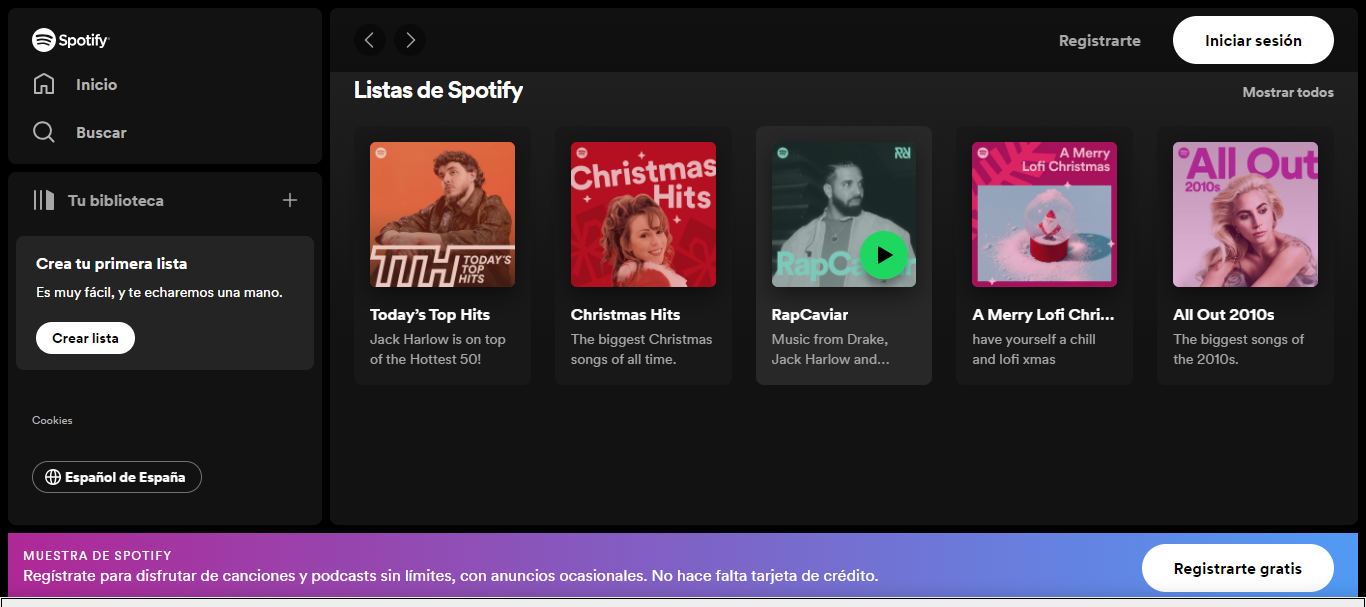 Spotify
Inicio
Buscar
Tu biblioteca
Crea tu primera lista
Es muy fácil, y te echaremos una mano.
Crear lista
Cookies
Español de España
Registrarte
Iniciar sesión
Listas de Spotify
Mostrar todos
TTH TODAY'S
TOP
HITS
Today’s Top Hits
Jack Harlow is on top
of the Hottest 50!
Christmas
Hits
Christmas Hits
The biggest Christmas
songs of all time.
RapCaviar
Music from Drake,
Jack Harlow and...
A Merry
Lofi Christmas
A Merry Lofi Chri...
have yourself a chill
and lofi xmas
All Out
2010s
All Out 2010s
The biggest songs of
the 2010s.
MUESTRA DE SPOTIFY
Regístrate para disfrutar de canciones y podcasts sin límites, con anuncios ocasionales. No hace falta tarjeta de crédito.
Registrarte gratis